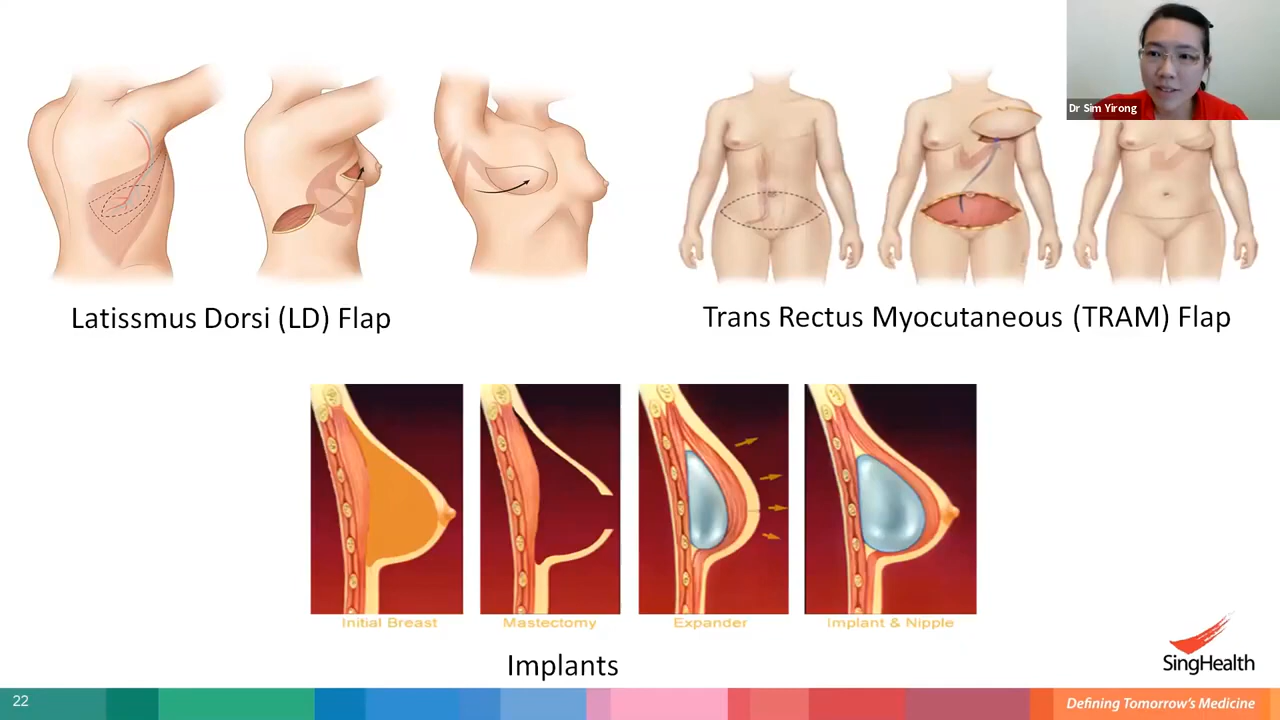 Dr Sim Yirong
Latissmus Dorsi (LD) Flap
Trans Rectus Myocutaneous (TRAM) Flap
Initial Breast
Mastectomy
Expander
Implant & Nipple
Implants
SingHealth
22
Defining Tomorrow's Medicine